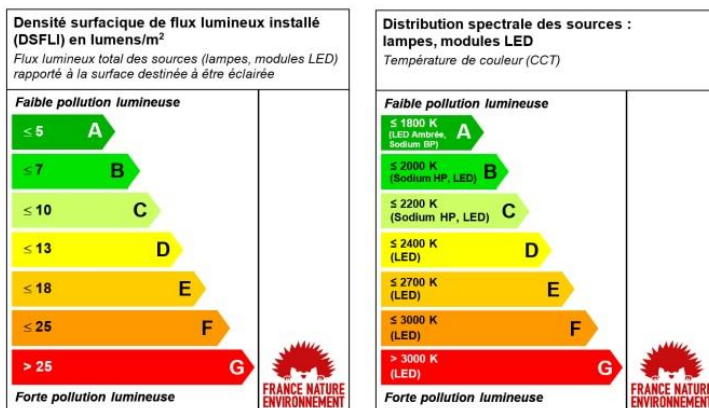 Densité surfacique de flux lumineux installé
(DSFLI) en lumens/m²
Flux lumineux total des sources (lampes, modules LED)
rapporté à la surface destinée à être éclairée
Faible pollution lumineuse
≤ 5 A
≤ 7 B
≤ 10 C
≤ 13 D
≤ 18 E
≤ 25 F
> 25 G
Forte pollution lumineuse
FRANCE NATURE
ENVIRONNEMENT
Distribution spectrale des sources :
lampes, modules LED
Température de couleur (CCT)
Faible pollution lumineuse
≤ 1800 K
(LED Ambrée,
Sodium BP)
A
≤ 2000 K
(Sodium HP, LED)
B
≤ 2200 K
(Sodium HP, LED)
C
≤ 2400 K
(LED)
D
≤ 2700 K
(LED)
E
≤ 3000 K
(LED)
F
> 3000 K
(LED)
G
Forte pollution lumineuse
FRANCE NATURE
ENVIRONNEMENT